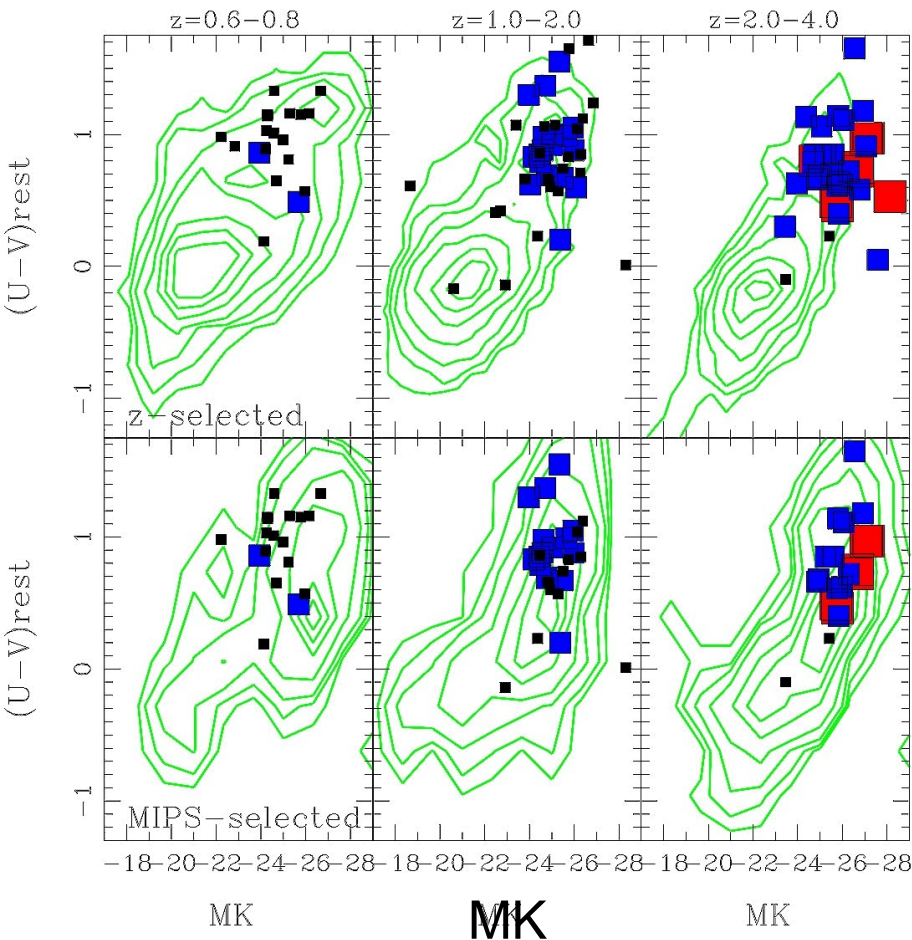 z=0.6-0.8 z=1.0-2.0 z=2.0-4.0
(U-V)rest
1
0
-1
z-selected
(U-V)rest
1
0
-1
MIPS-selected
-18-20-22-24-26-28 -18-20-22-24-26-28 -18-20-22-24-26-28
MK MK MK